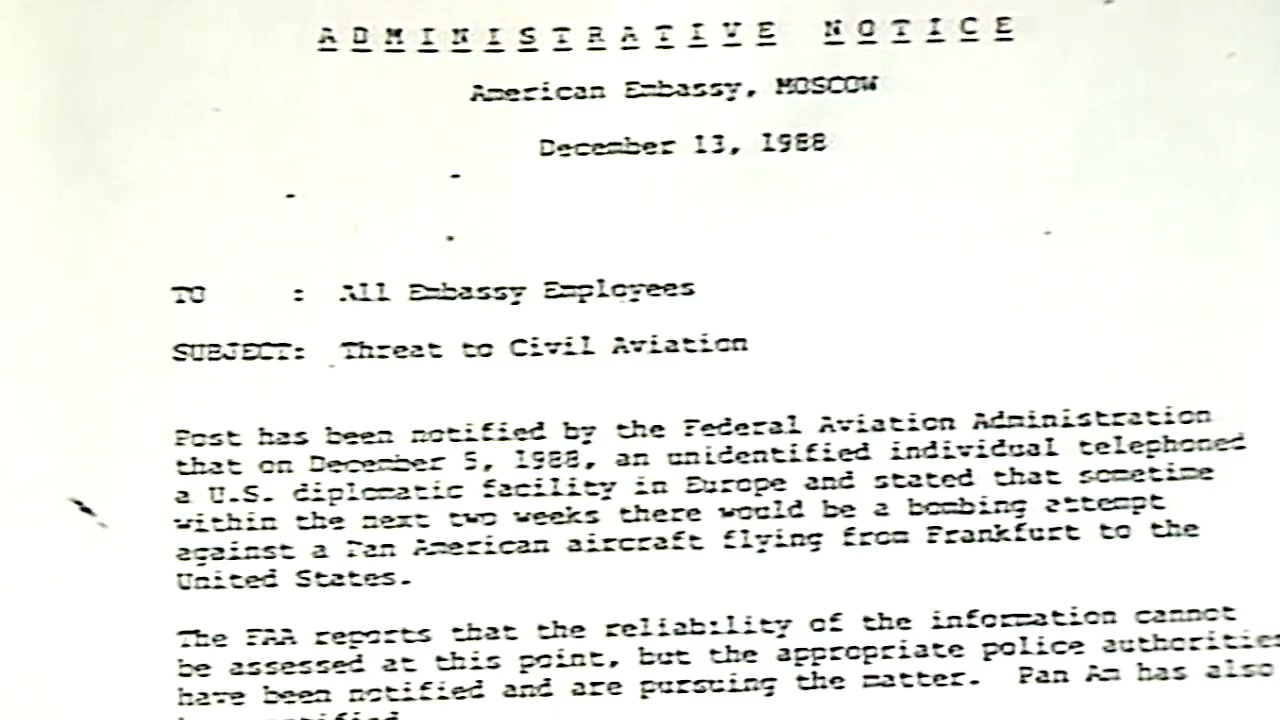 ADMINISTRATIVE NOTICE
American Embassy, MOSCOW
December 13, 1988
TO : All Embassy Employees
SUBJECT: Threat to Civil Aviation
Post has been notified by the Federal Aviation Administration
that on December 5, 1988, an unidentified individual telephoned
a U.S. diplomatic facility in Europe and stated that sometime
within the next two weeks there would be a bombing attempt
against a Pan American aircraft flying from Frankfurt to the
United States.
The FAA reports that the reliability of the information cannot
be assessed at this point, but the appropriate police authorities
have been notified and are pursuing the matter. Pan Am has also
been notified.